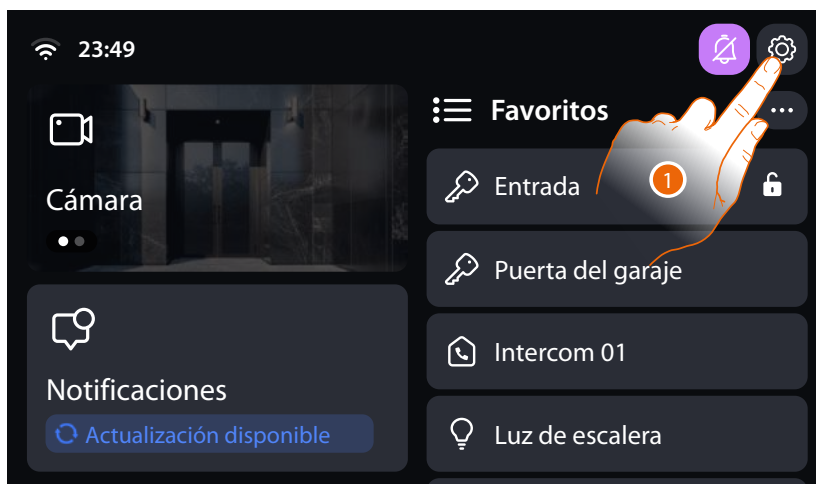 23:49
Cámara
Notificaciones
Actualización disponible
Favoritos
Entrada
1
Puerta del garaje
Intercom 01
Luz de escalera